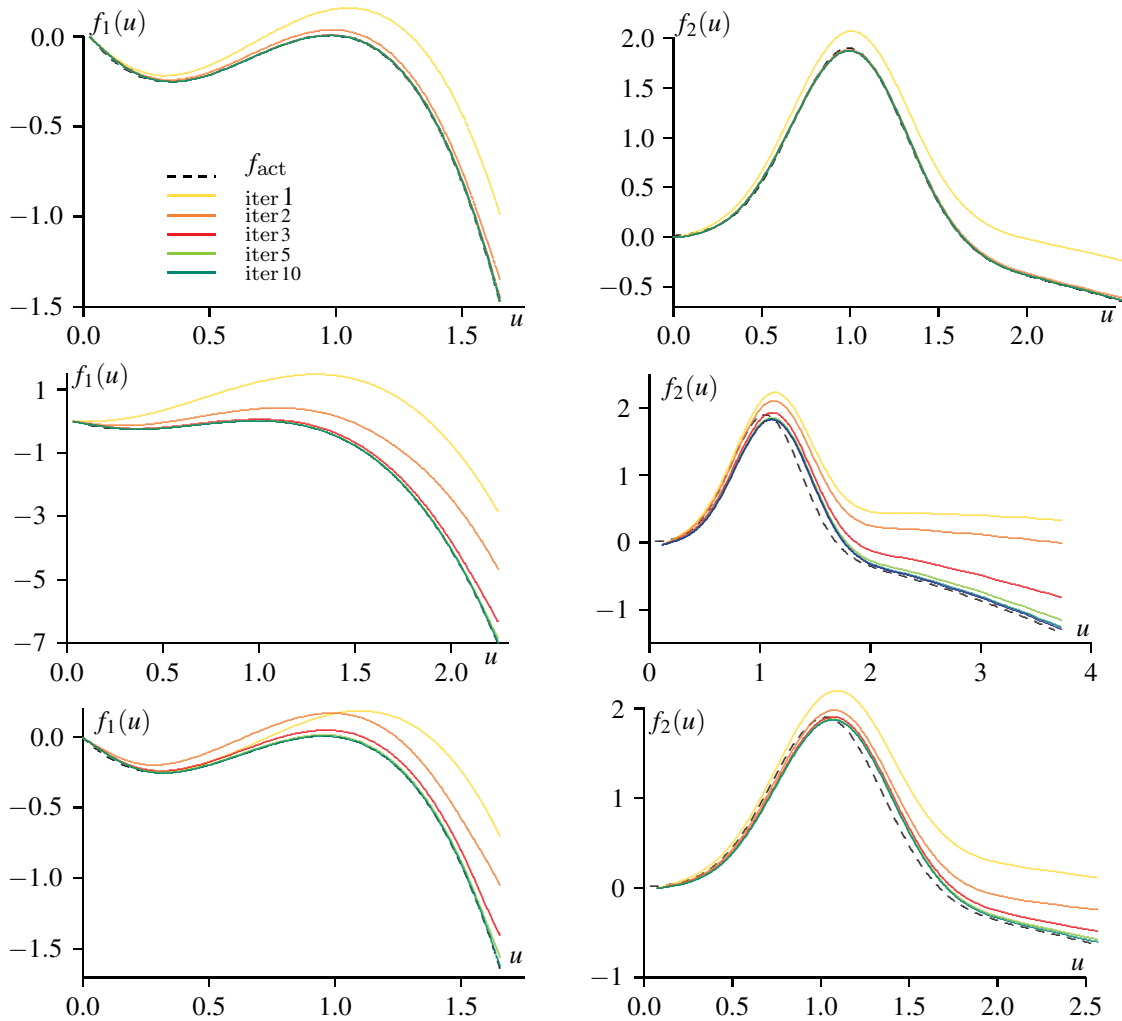 f₁(u)
0.0
−0.5
−1.0
−1.5
f_act
iter 1
iter 2
iter 3
iter 5
iter 10
u
0.0 0.5 1.0 1.5
f₂(u)
2.0
1.5
1.0
0.5
0.0
−0.5
u
0.0 0.5 1.0 1.5 2.0
f₁(u)
1
−1
−3
−5
−7
u
0.0 0.5 1.0 1.5 2.0
f₂(u)
2
1
0
−1
u
0 1 2 3 4
f₁(u)
0.0
−0.5
−1.0
−1.5
u
0.0 0.5 1.0 1.5
f₂(u)
2
1
0
−1
u
0.0 0.5 1.0 1.5 2.0 2.5